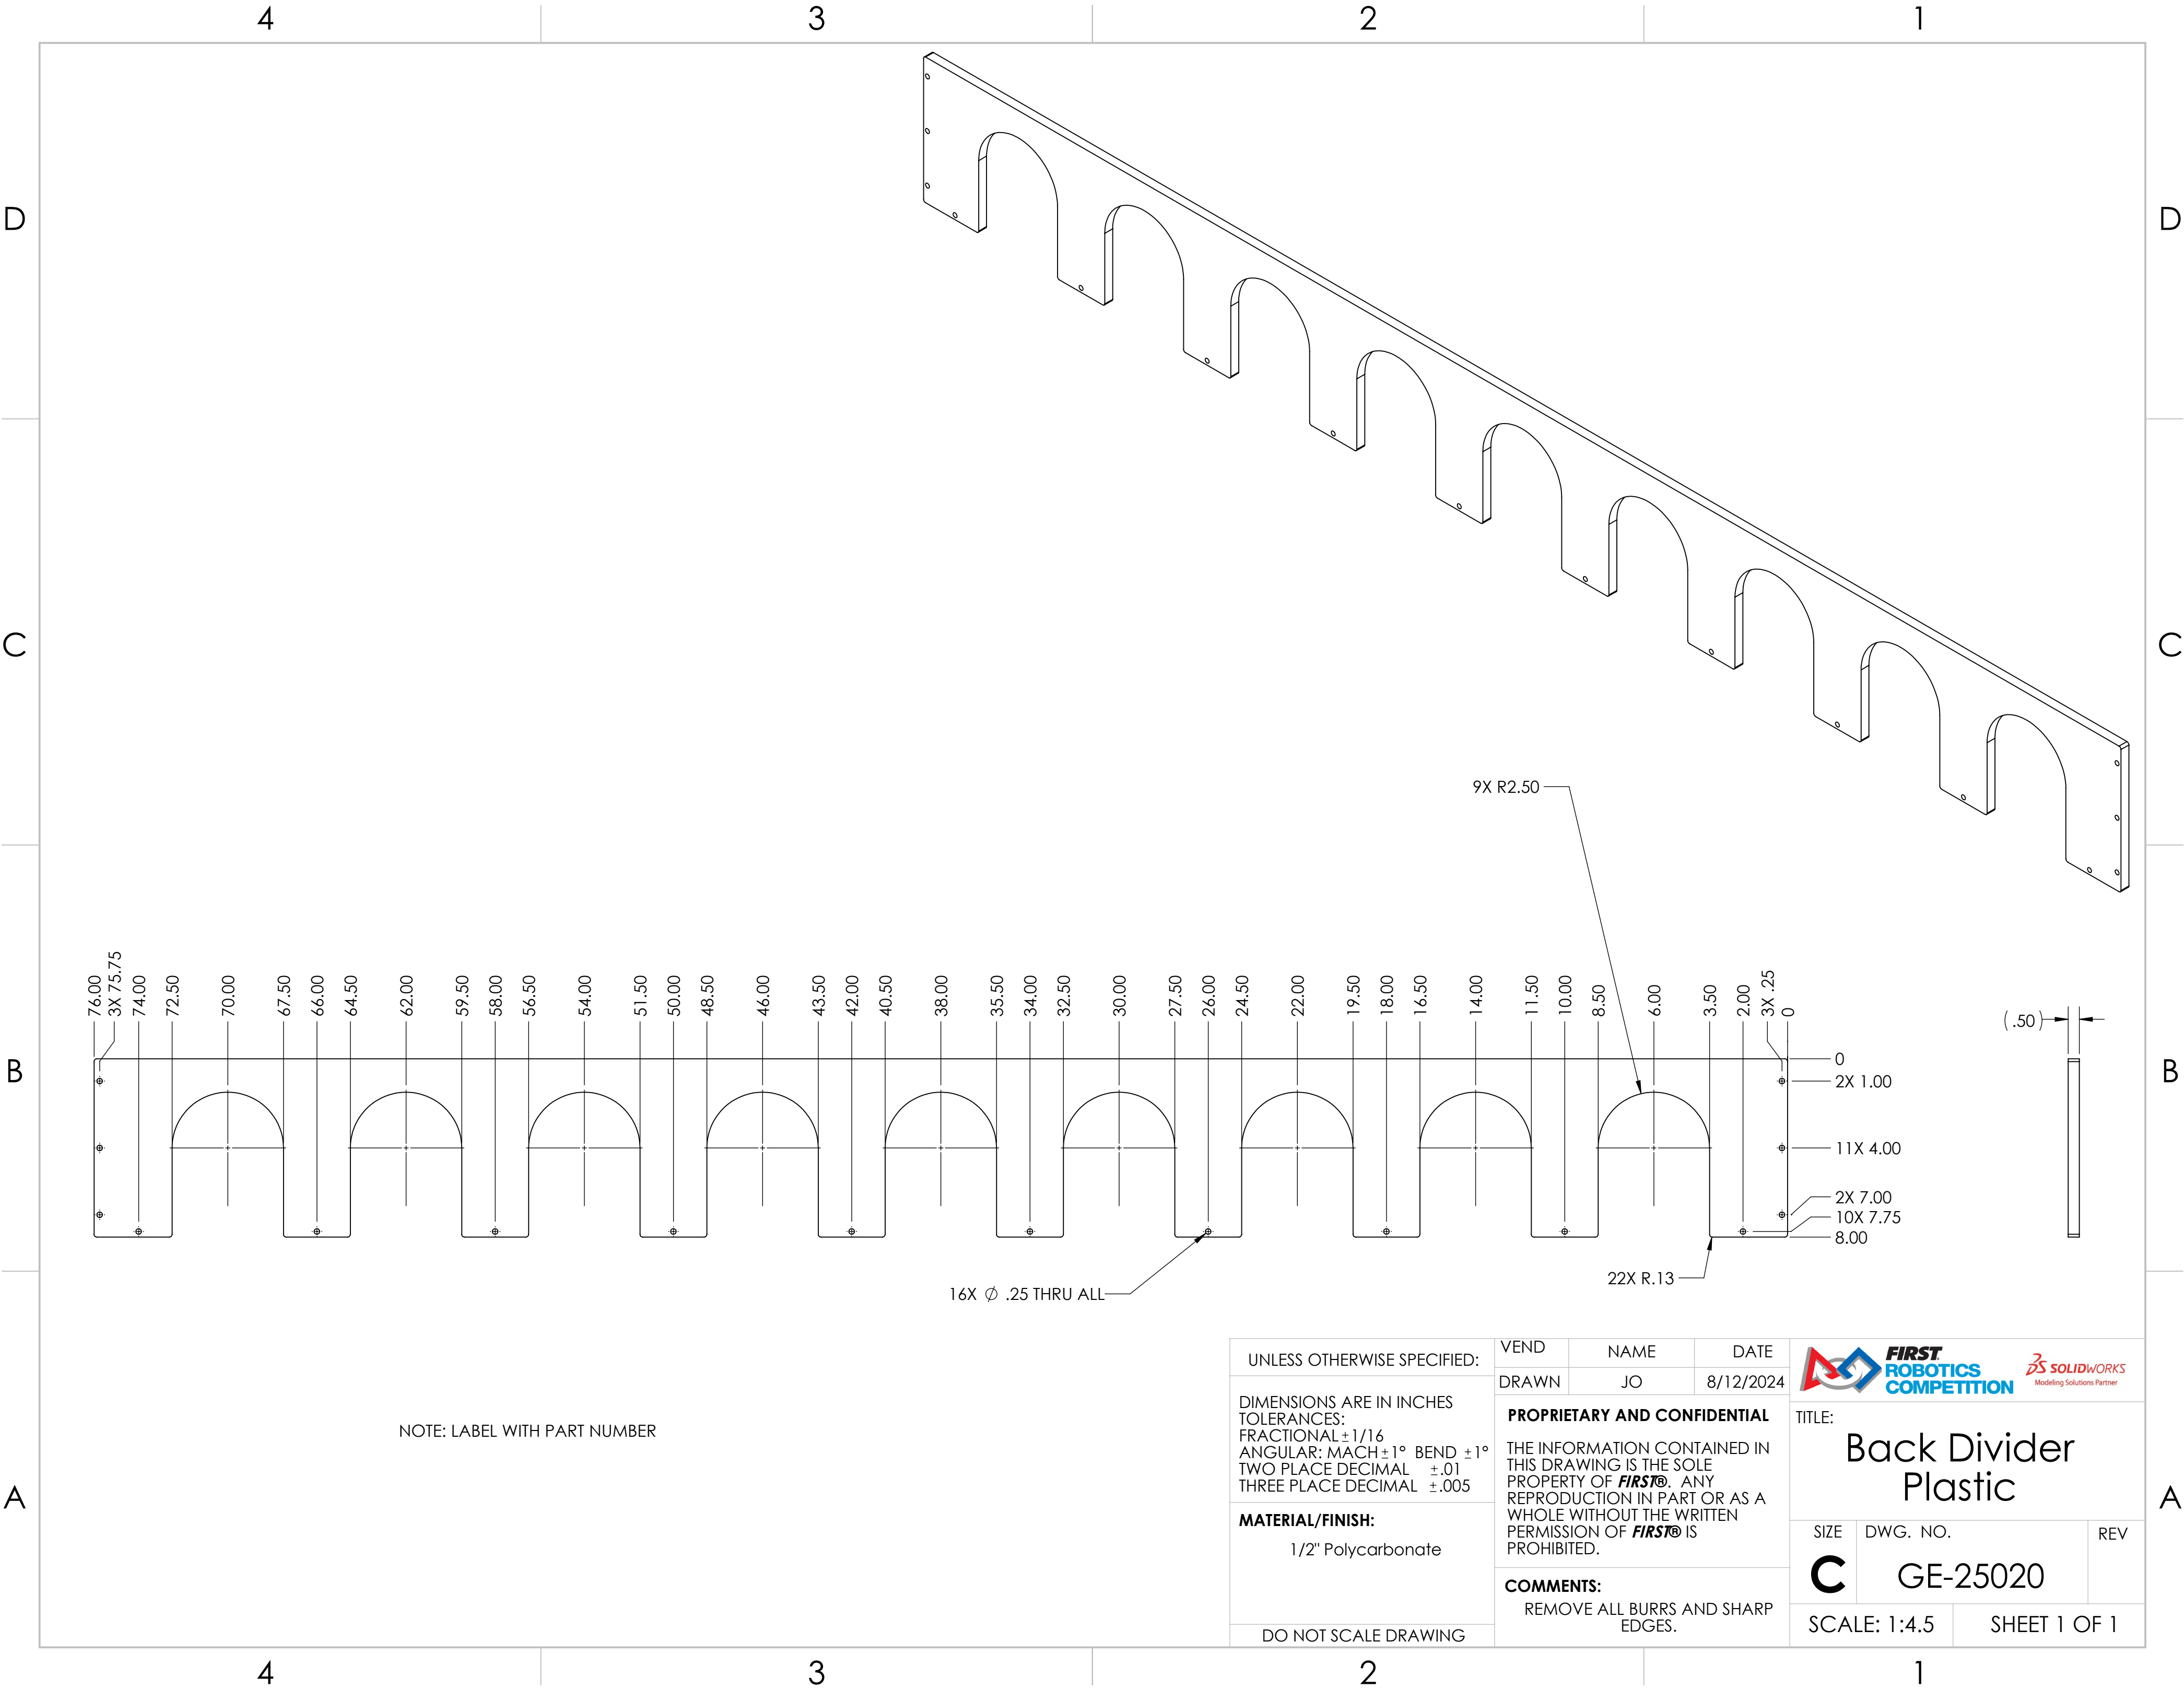 4 3 2 1
D D
C C
B B
A A
9X R2.50
76.00
3X 75.75
74.00
72.50
70.00
67.50
66.00
64.50
62.00
59.50
58.00
56.50
54.00
51.50
50.00
48.50
46.00
43.50
42.00
40.50
38.00
35.50
34.00
32.50
30.00
27.50
26.00
24.50
22.00
19.50
18.00
16.50
14.00
11.50
10.00
8.50
6.00
3.50
2.00
3X .25
0
( .50 )
0
2X 1.00
11X 4.00
2X 7.00
10X 7.75
8.00
22X R.13
16X ∅ .25 THRU ALL
NOTE: LABEL WITH PART NUMBER
UNLESS OTHERWISE SPECIFIED:
DIMENSIONS ARE IN INCHES
TOLERANCES:
FRACTIONAL ±1/16
ANGULAR: MACH ±1° BEND ±1°
TWO PLACE DECIMAL ±.01
THREE PLACE DECIMAL ±.005
MATERIAL/FINISH:
1/2" Polycarbonate
DO NOT SCALE DRAWING
VEND NAME DATE
DRAWN JO 8/12/2024
PROPRIETARY AND CONFIDENTIAL
THE INFORMATION CONTAINED IN
THIS DRAWING IS THE SOLE
PROPERTY OF FIRST®. ANY
REPRODUCTION IN PART OR AS A
WHOLE WITHOUT THE WRITTEN
PERMISSION OF FIRST® IS
PROHIBITED.
COMMENTS:
REMOVE ALL BURRS AND SHARP
EDGES.
FIRST
ROBOTICS
COMPETITION
SOLIDWORKS
Modeling Solutions Partner
TITLE:
Back Divider
Plastic
SIZE DWG. NO. REV
C GE-25020
SCALE: 1:4.5 SHEET 1 OF 1
4 3 2 1